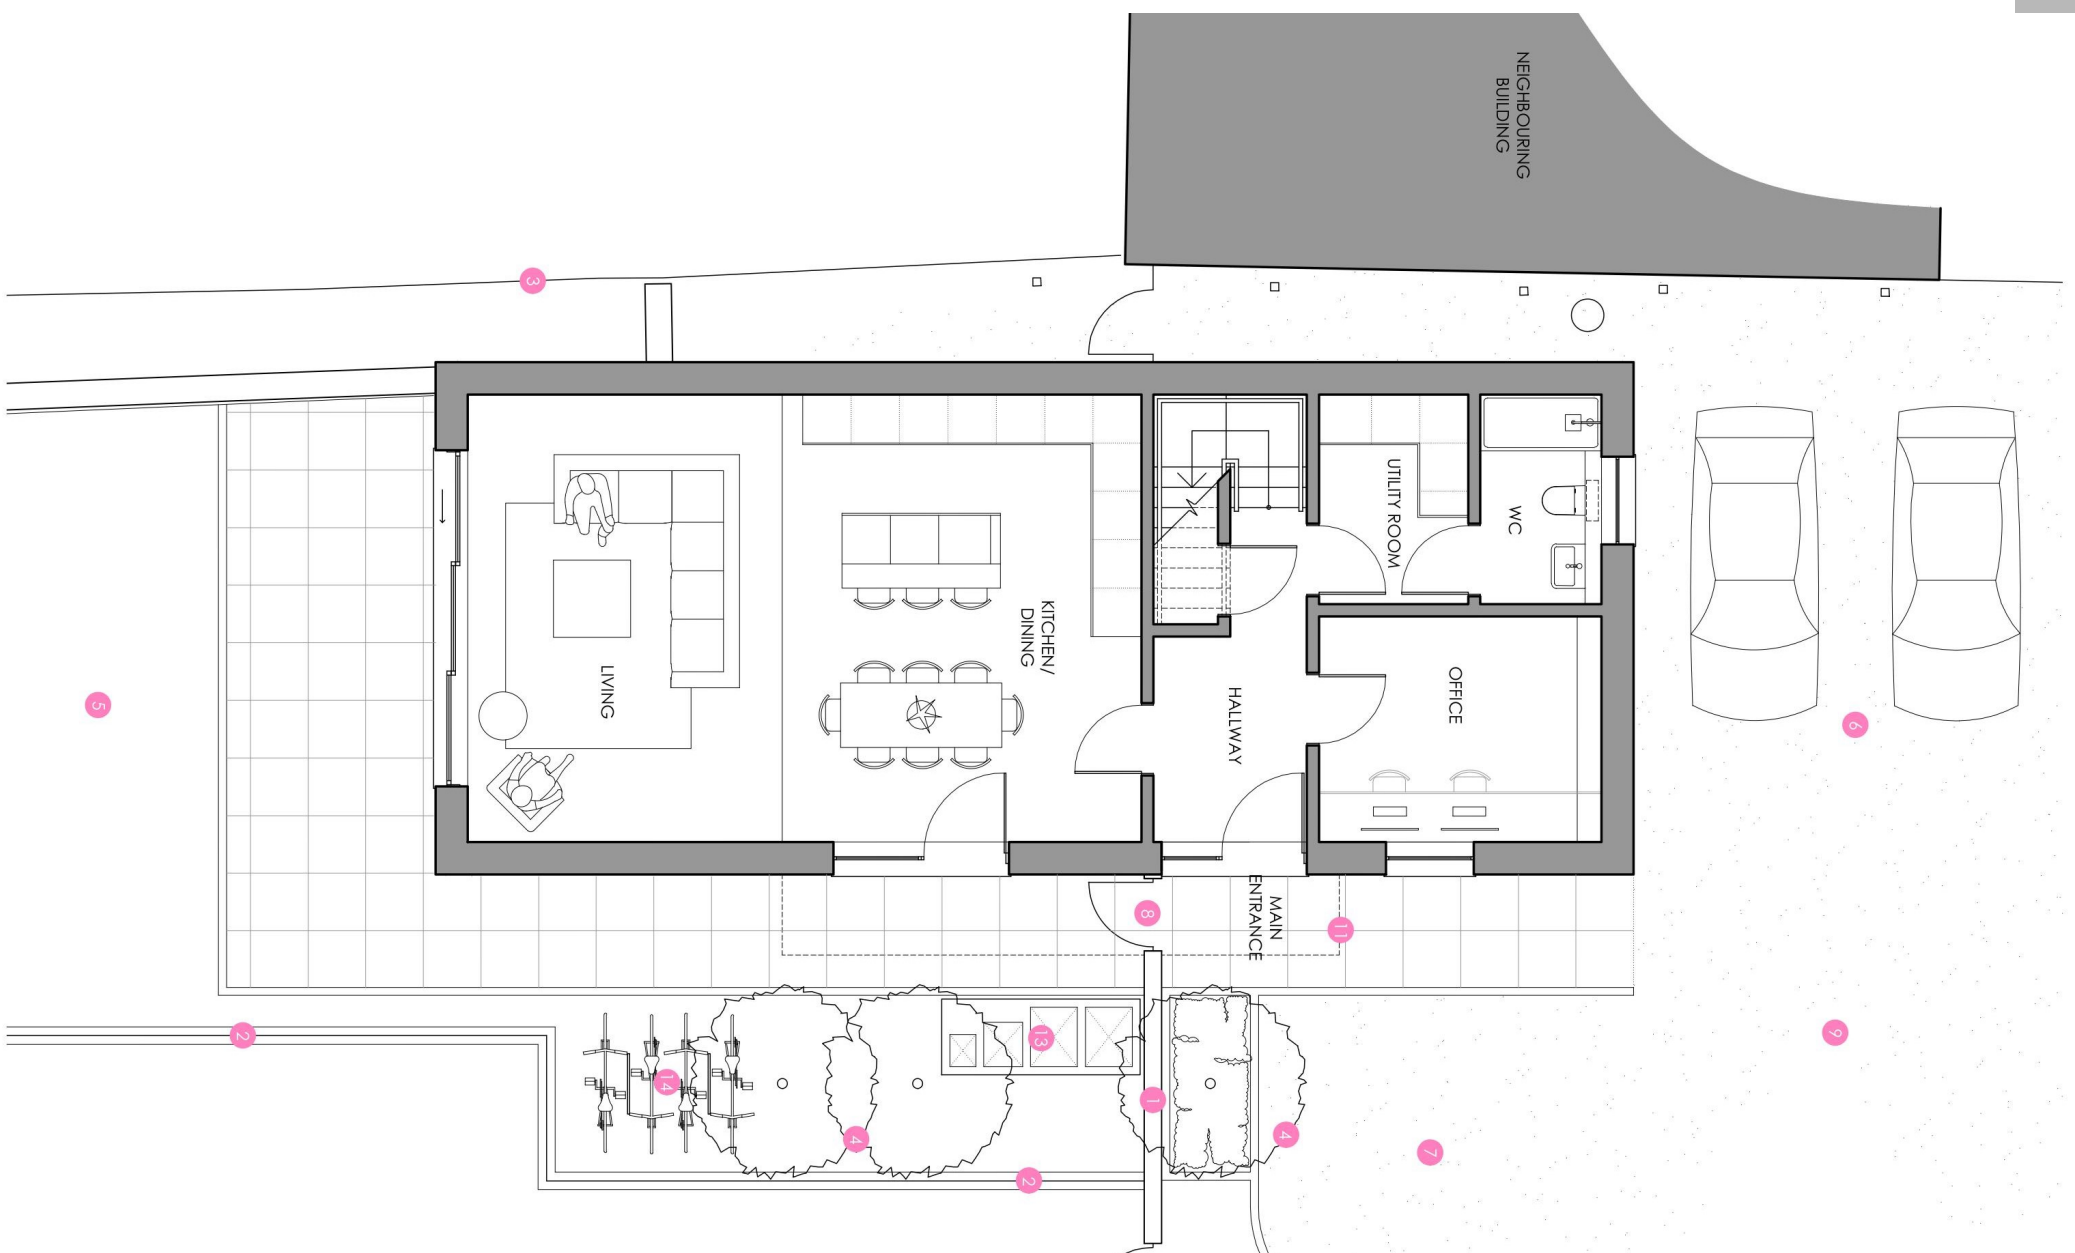 NEIGHBOURING
BUILDING
3
UTILITY ROOM
WC
KITCHEN/
DINING
LIVING
HALLWAY
OFFICE
5
6
8
MAIN
ENTRANCE
11
2
13
9
14
1
4
4
7
2